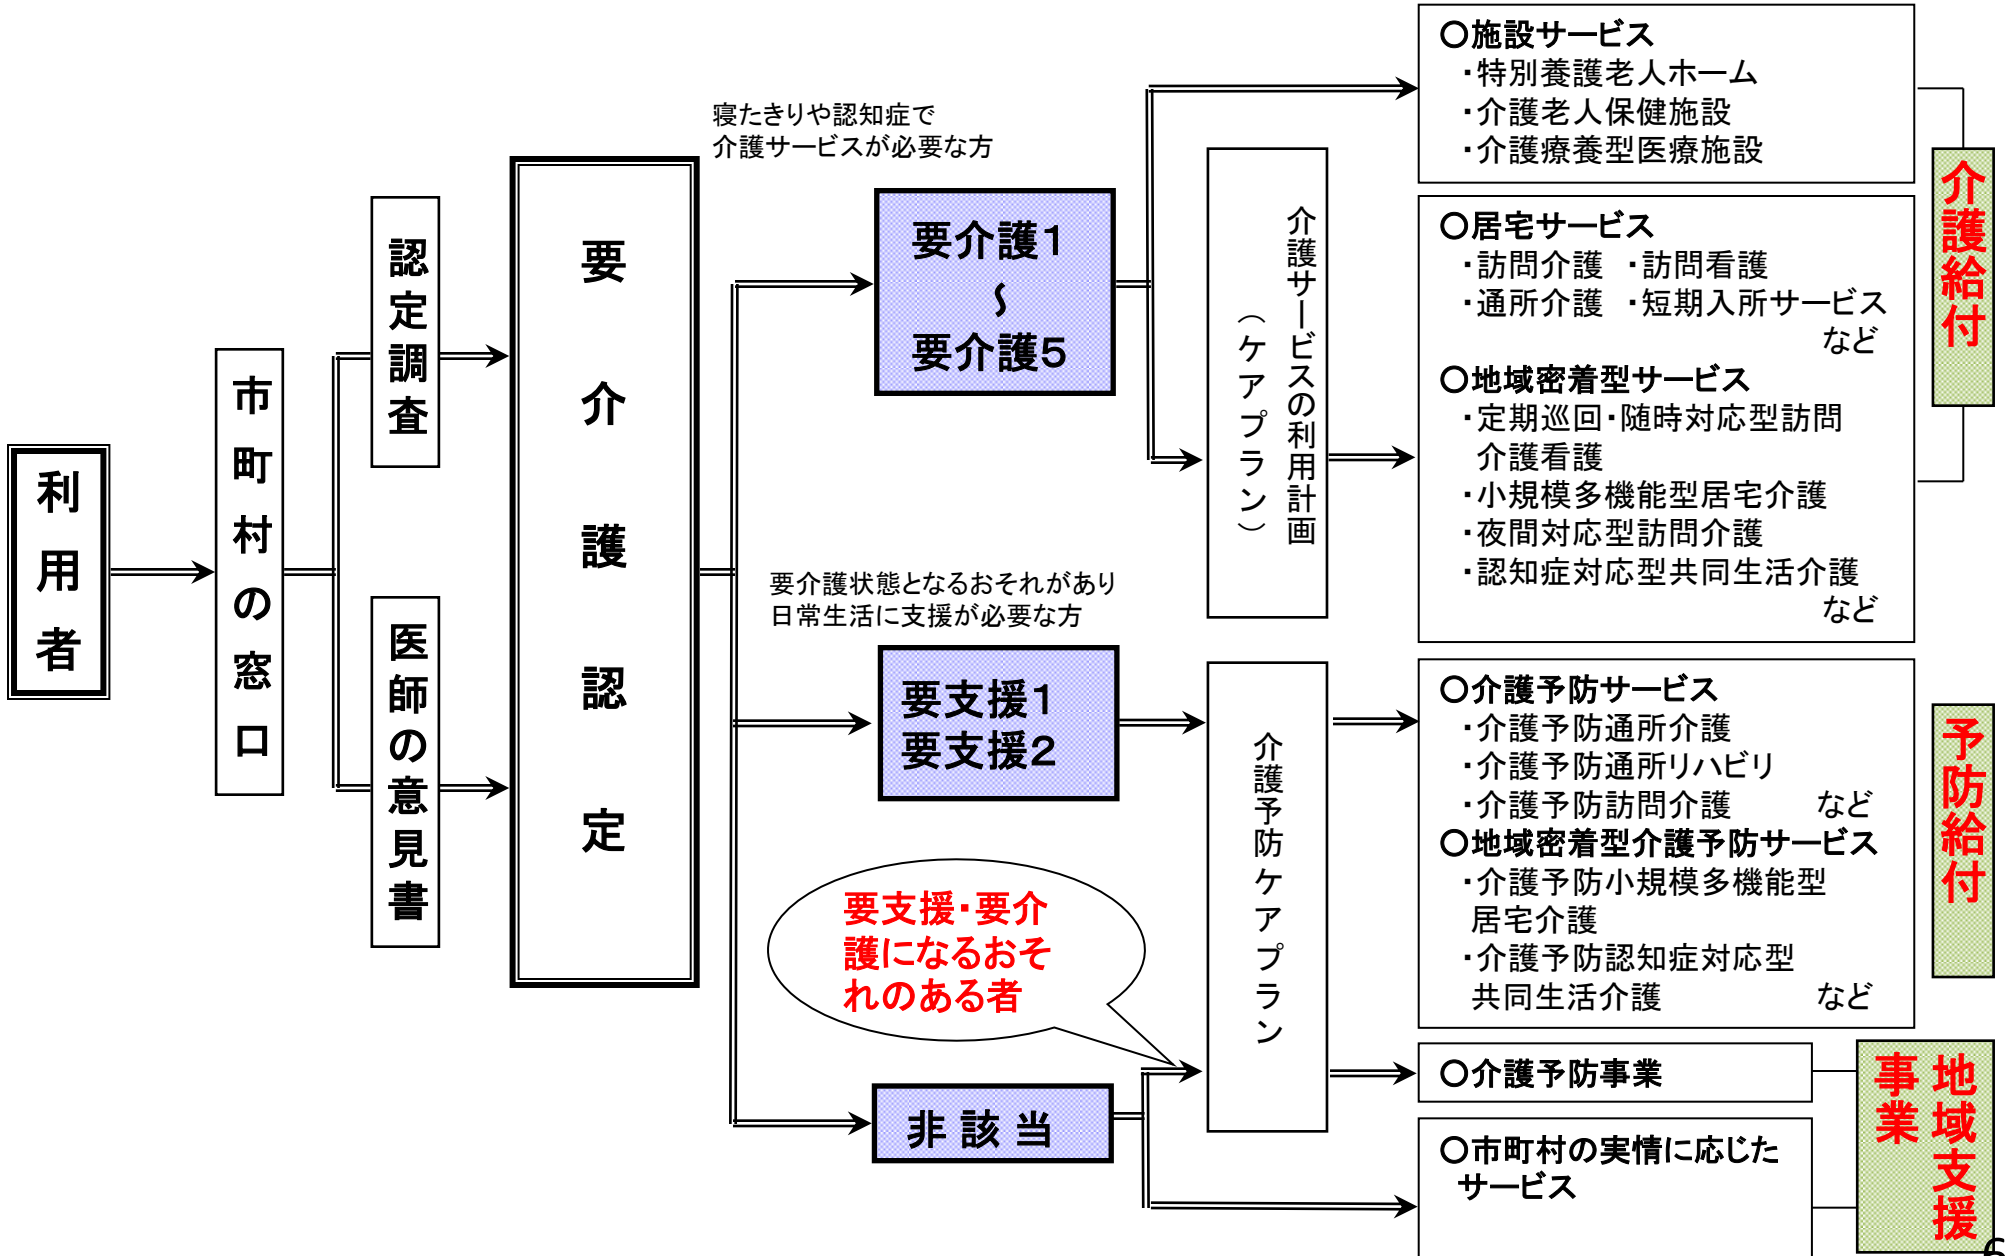 利用者
市町村の窓口
認定調査
医師の意見書
要介護認定
寝たきりや認知症で
介護サービスが必要な方
要介護1
～
要介護5
要介護状態となるおそれがあり
日常生活に支援が必要な方
要支援1
要支援2
要支援・要介
護になるおそ
れのある者
非該当
介護サービスの利用計画
（ケアプラン）
介護予防ケアプラン
○施設サービス
・特別養護老人ホーム
・介護老人保健施設
・介護療養型医療施設
○居宅サービス
・訪問介護 ・訪問看護
・通所介護 ・短期入所サービス
など
○地域密着型サービス
・定期巡回・随時対応型訪問
介護看護
・小規模多機能型居宅介護
・夜間対応型訪問介護
・認知症対応型共同生活介護
など
○介護予防サービス
・介護予防通所介護
・介護予防通所リハビリ
・介護予防訪問介護 など
○地域密着型介護予防サービス
・介護予防小規模多機能型
居宅介護
・介護予防認知症対応型
共同生活介護 など
○介護予防事業
○市町村の実情に応じた
サービス
介護給付
予防給付
地域支援
事業
6